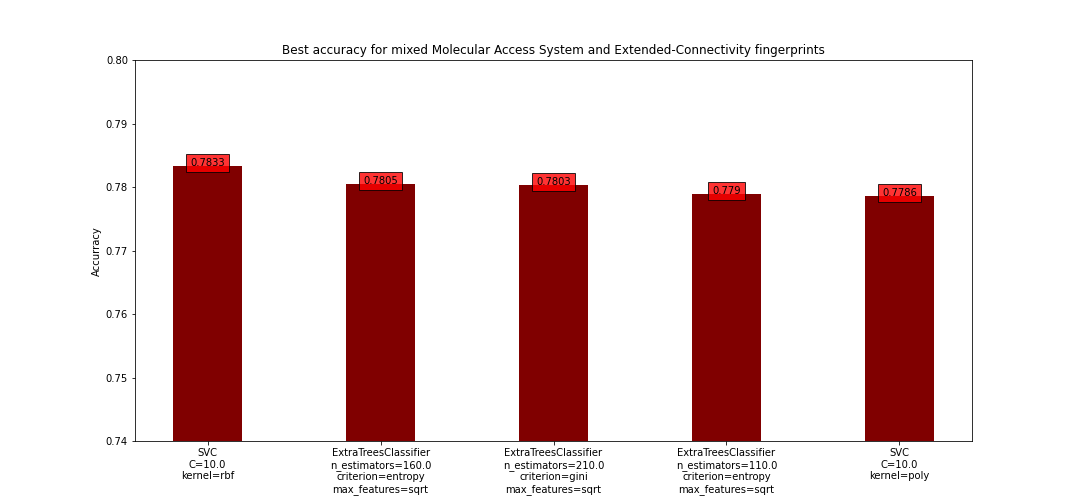 Best accuracy for mixed Molecular Access System and Extended-Connectivity fingerprints
0.80
0.79
0.78
0.77
0.76
0.75
0.74
Accurracy
0.7833
0.7805
0.7803
0.779
0.7786
SVC
C=10.0
kernel=rbf
ExtraTreesClassifier
n_estimators=160.0
criterion=entropy
max_features=sqrt
ExtraTreesClassifier
n_estimators=210.0
criterion=gini
max_features=sqrt
ExtraTreesClassifier
n_estimators=110.0
criterion=entropy
max_features=sqrt
SVC
C=10.0
kernel=poly